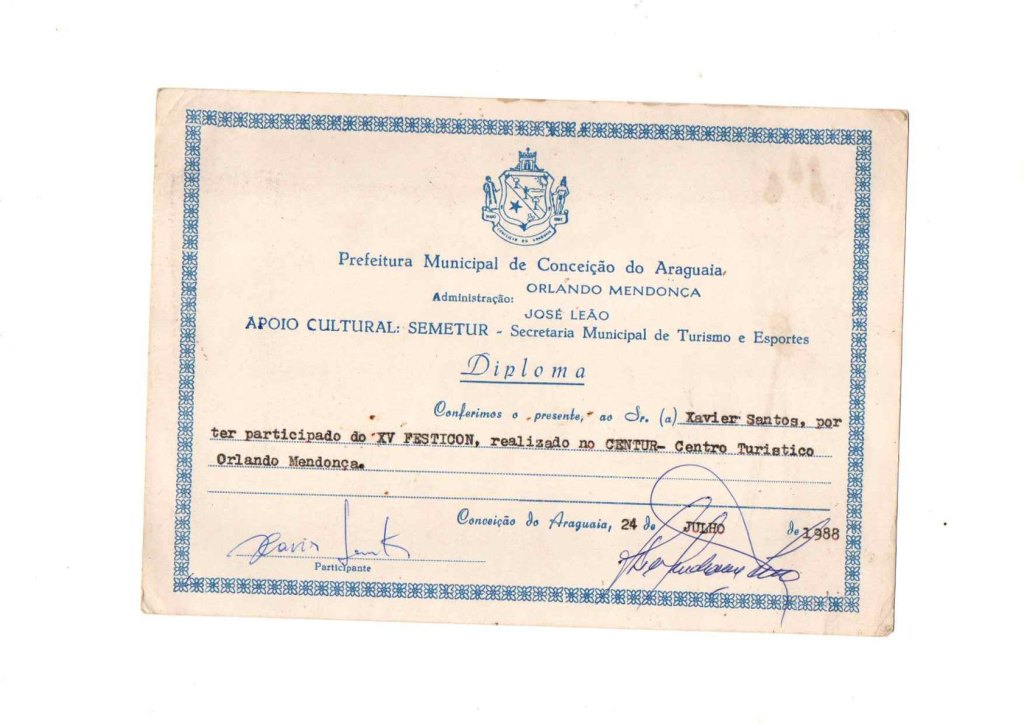 Prefeitura Municipal de Conceição do Araguaia,
ORLANDO MENDONÇA
Administração:
JOSÉ LEÃO
APOIO CULTURAL: SEMETUR - Secretaria Municipal de Turismo e Esportes
Diploma
Conferimos o presente, ao Sr. (a) Xavier Santos, por
ter participado do XV FESTICON, realizado no CENTUR- Centro Turistico
Orlando Mendonça.
Conceição do Araguaia, 24 de JULHO de 1988
Participante